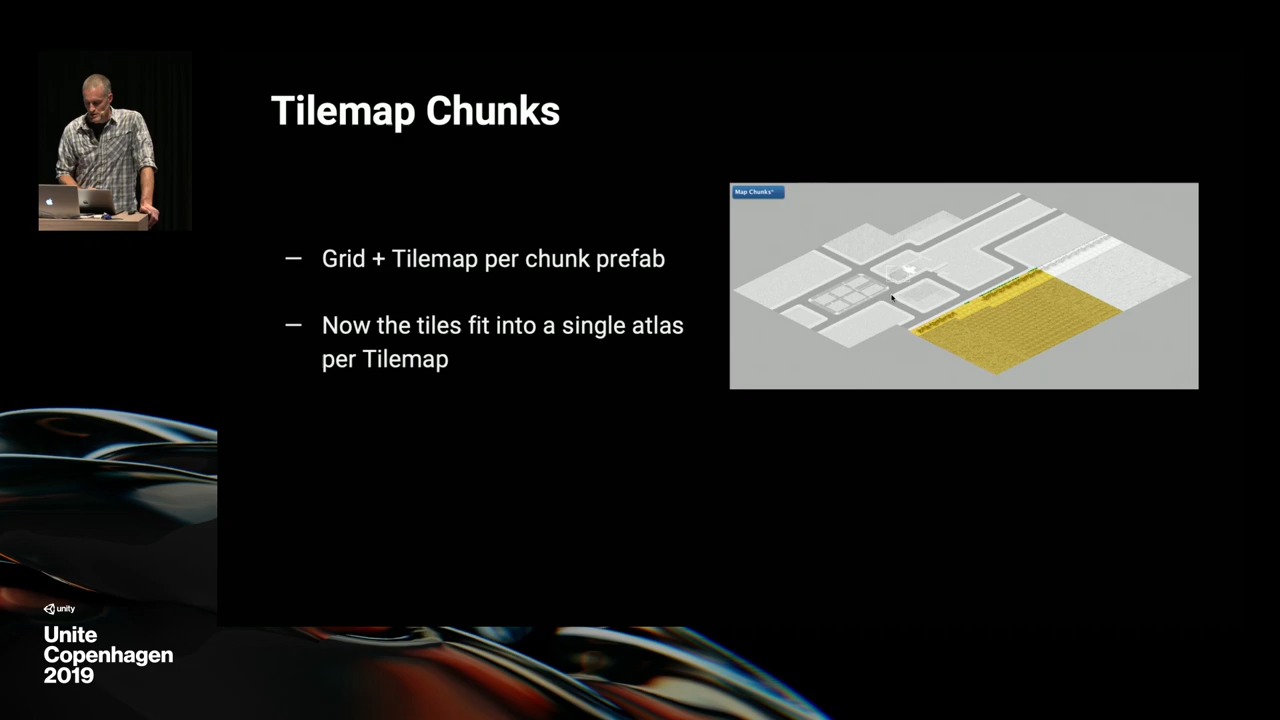 Tilemap Chunks
Map Chunks*
— Grid + Tilemap per chunk prefab
— Now the tiles fit into a single atlas
per Tilemap
unity
Unite
Copenhagen
2019